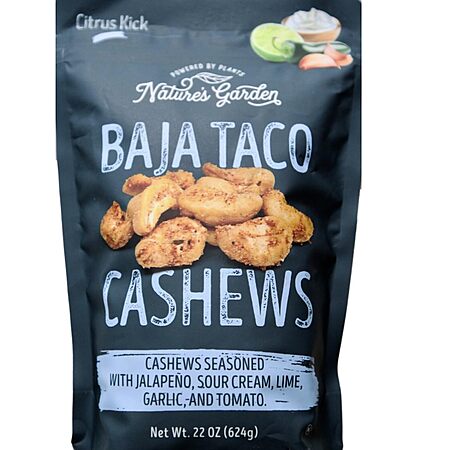 Citrus Kick
POWERED BY PLANTS
Nature's Garden
BAJA TACO
CASHEWS
CASHEWS SEASONED
WITH JALAPEÑO, SOUR CREAM, LIME,
GARLIC, AND TOMATO.
Net Wt. 22 OZ (624g)